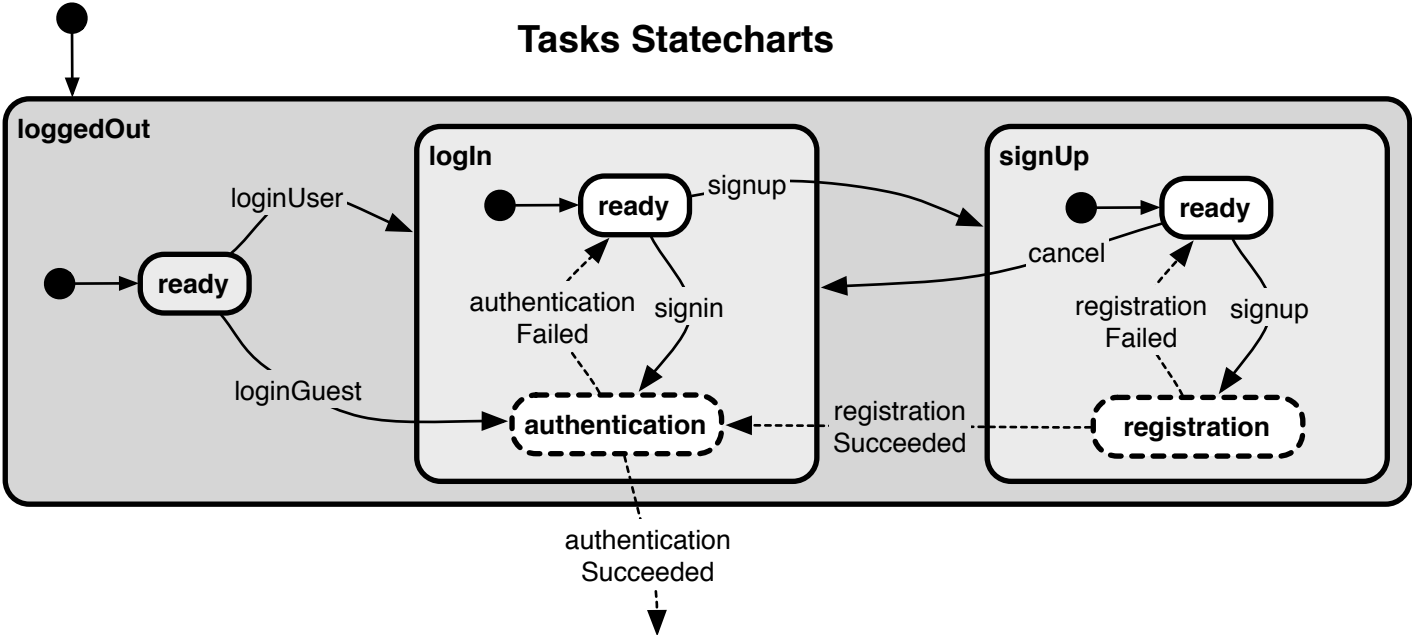 Tasks Statecharts
loggedOut
logIn
signUp
loginUser
ready
signup
ready
ready
cancel
authentication
Failed
signin
registration
Failed
signup
loginGuest
authentication
registration
Succeeded
registration
authentication
Succeeded